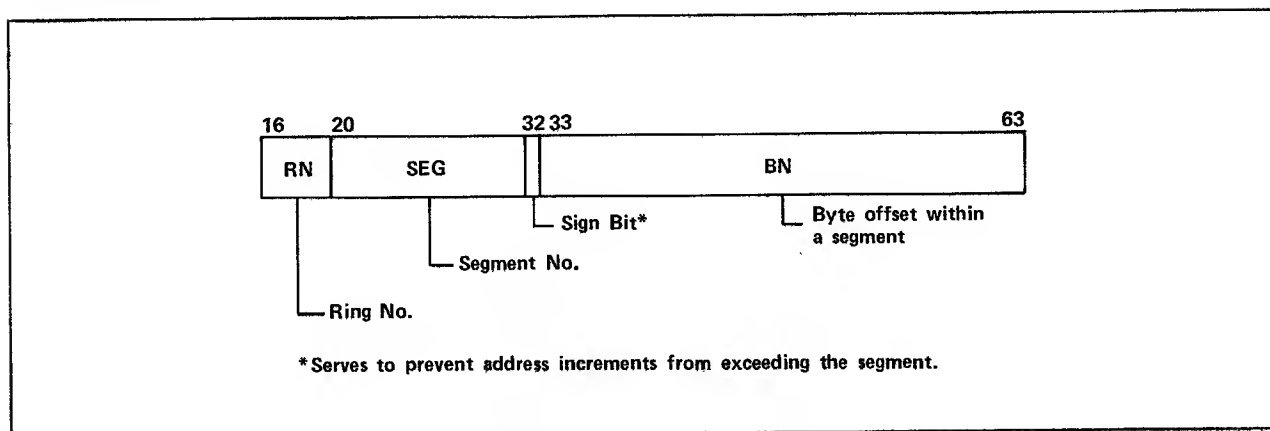 16 20 32 33 63
RN SEG BN
Byte offset within
a segment
Sign Bit*
Segment No.
Ring No.
*Serves to prevent address increments from exceeding the segment.